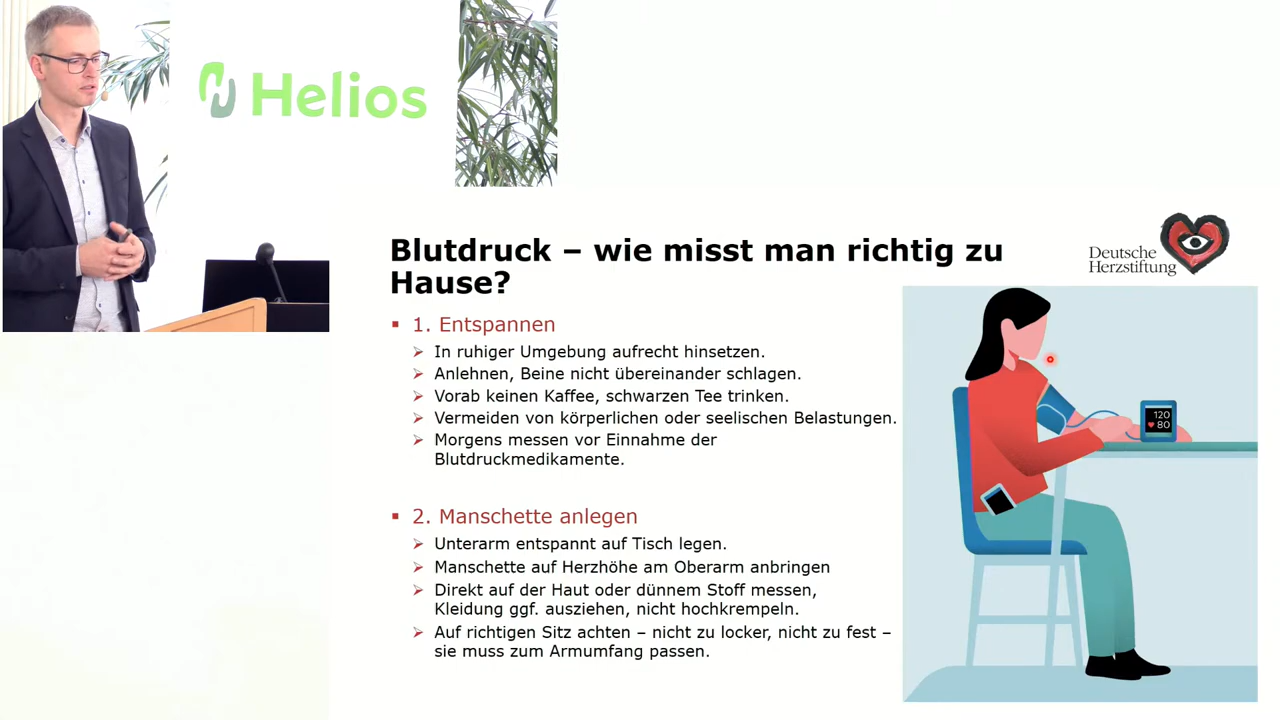 Helios
Blutdruck – wie misst man richtig zu
Hause?
Deutsche
Herzstiftung
1. Entspannen
In ruhiger Umgebung aufrecht hinsetzen.
Anlehnen, Beine nicht übereinander schlagen.
Vorab keinen Kaffee, schwarzen Tee trinken.
Vermeiden von körperlichen oder seelischen Belastungen.
Morgens messen vor Einnahme der
Blutdruckmedikamente.
120
80
2. Manschette anlegen
Unterarm entspannt auf Tisch legen.
Manschette auf Herzhöhe am Oberarm anbringen
Direkt auf der Haut oder dünnem Stoff messen,
Kleidung ggf. ausziehen, nicht hochkrempeln.
Auf richtigen Sitz achten – nicht zu locker, nicht zu fest –
sie muss zum Armumfang passen.